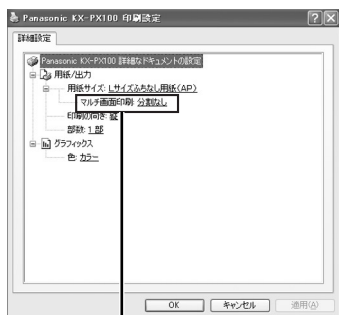 Panasonic KX-PX100 印刷設定
詳細設定
Panasonic KX-PX100 詳細なドキュメントの設定
用紙/出力
用紙サイズ: Lサイズふちなし用紙(AP)
マルチ画面印刷: 分割なし
印刷の向き: 縦
部数: 1 部
グラフィックス
色: カラー
OK キャンセル 適用(A)